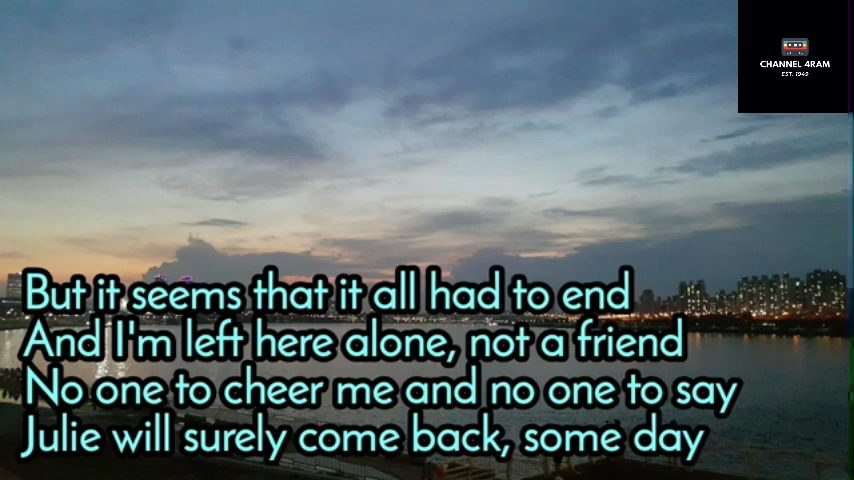 CHANNEL 4RAM
EST. 1949
But it seems that it all had to end
And I'm left here alone, not a friend
No one to cheer me and no one to say
Julie will surely come back, some day